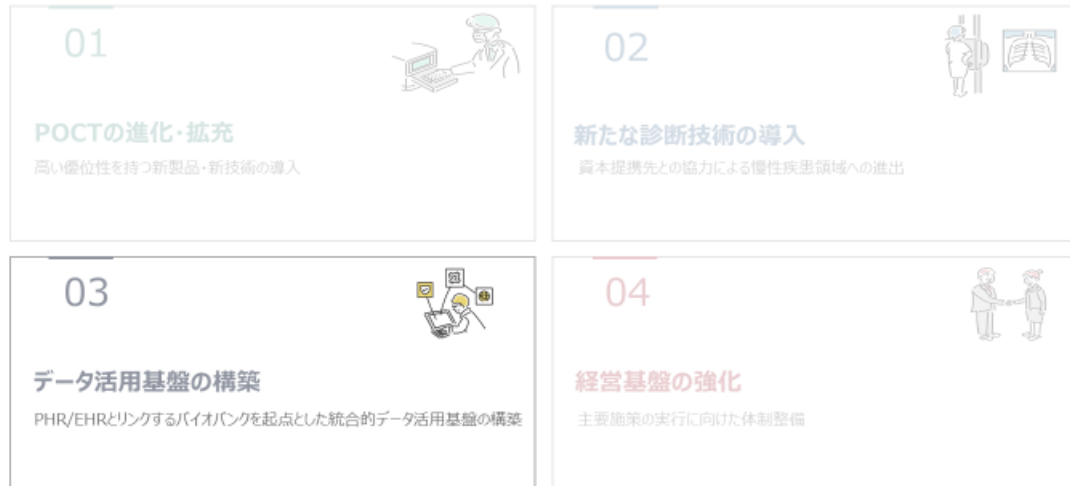 01
POCTの進化・拡充
高い優位性を持つ新製品・新技術の導入
02
新たな診断技術の導入
資本提携先との協力による慢性疾患領域への進出
03
データ活用基盤の構築
PHR/EHRとリンクするバイオバンクを起点とした統合的データ活用基盤の構築
04
経営基盤の強化
主要施策の実行に向けた体制整備